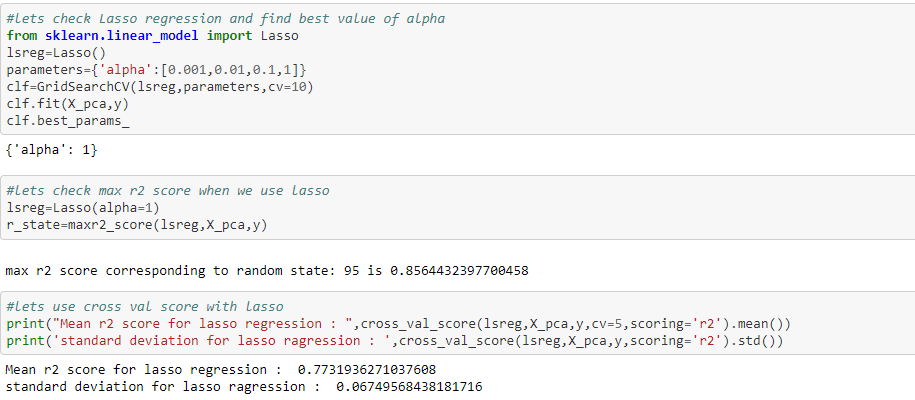 #lets check Lasso regression and find best value of alpha
from sklearn.linear_model import Lasso
lsreg=Lasso()
parameters={'alpha':[0.001,0.01,0.1,1]}
clf=GridSearchCV(lsreg,parameters,cv=10)
clf.fit(X_pca,y)
clf.best_params_
{'alpha': 1}
#lets check max r2 score when we use lasso
lsreg=Lasso(alpha=1)
r_state=maxr2_score(lsreg,X_pca,y)
max r2 score corresponding to random state: 95 is 0.8564432397700458
#lets use cross val score with lasso
print("Mean r2 score for lasso regression : ",cross_val_score(lsreg,X_pca,y,cv=5,scoring='r2').mean())
print('standard deviation for lasso ragression : ',cross_val_score(lsreg,X_pca,y,scoring='r2').std())
Mean r2 score for lasso regression :  0.7731936271037608
standard deviation for lasso ragression :  0.06749568438181716